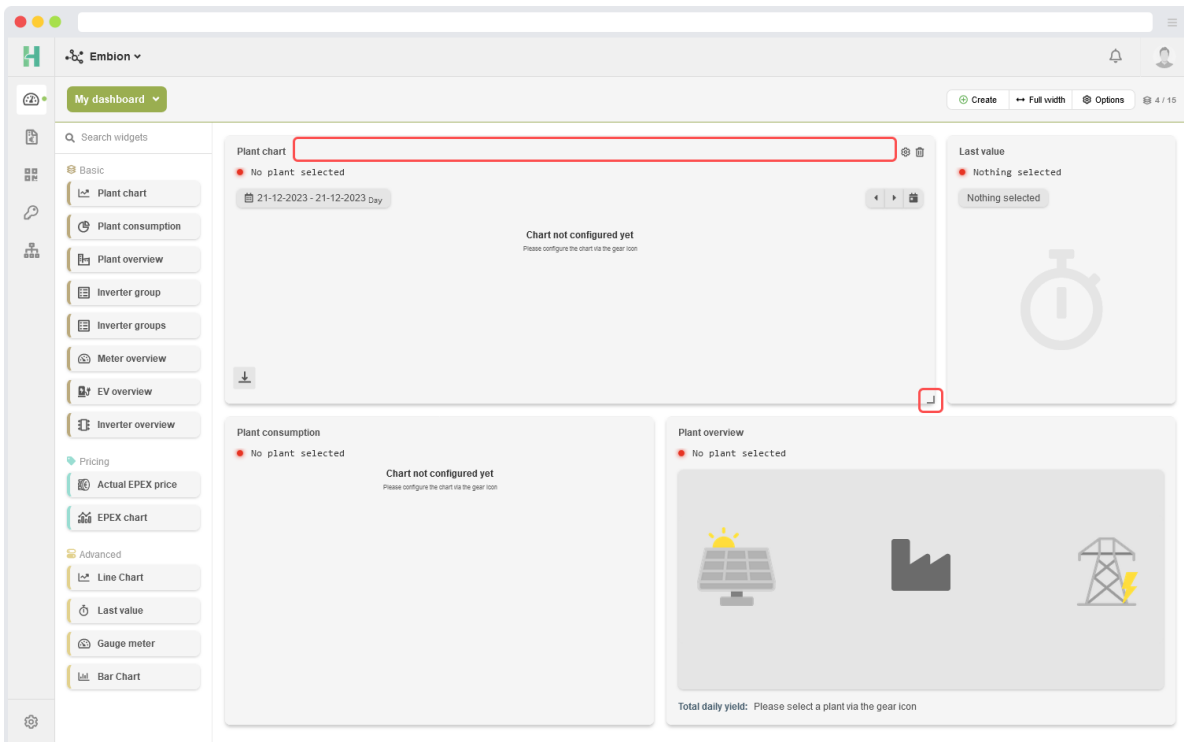 Embion
My dashboard
Create
Full width
Options
4 / 15
Search widgets
Basic
Plant chart
Plant consumption
Plant overview
Inverter group
Inverter groups
Meter overview
EV overview
Inverter overview
Pricing
Actual EPEX price
EPEX chart
Advanced
Line Chart
Last value
Gauge meter
Bar Chart
Plant chart
No plant selected
21-12-2023 - 21-12-2023 Day
Chart not configured yet
Please configure the chart via the gear icon
Last value
Nothing selected
Nothing selected
Plant consumption
No plant selected
Chart not configured yet
Please configure the chart via the gear icon
Plant overview
No plant selected
Total daily yield: Please select a plant via the gear icon